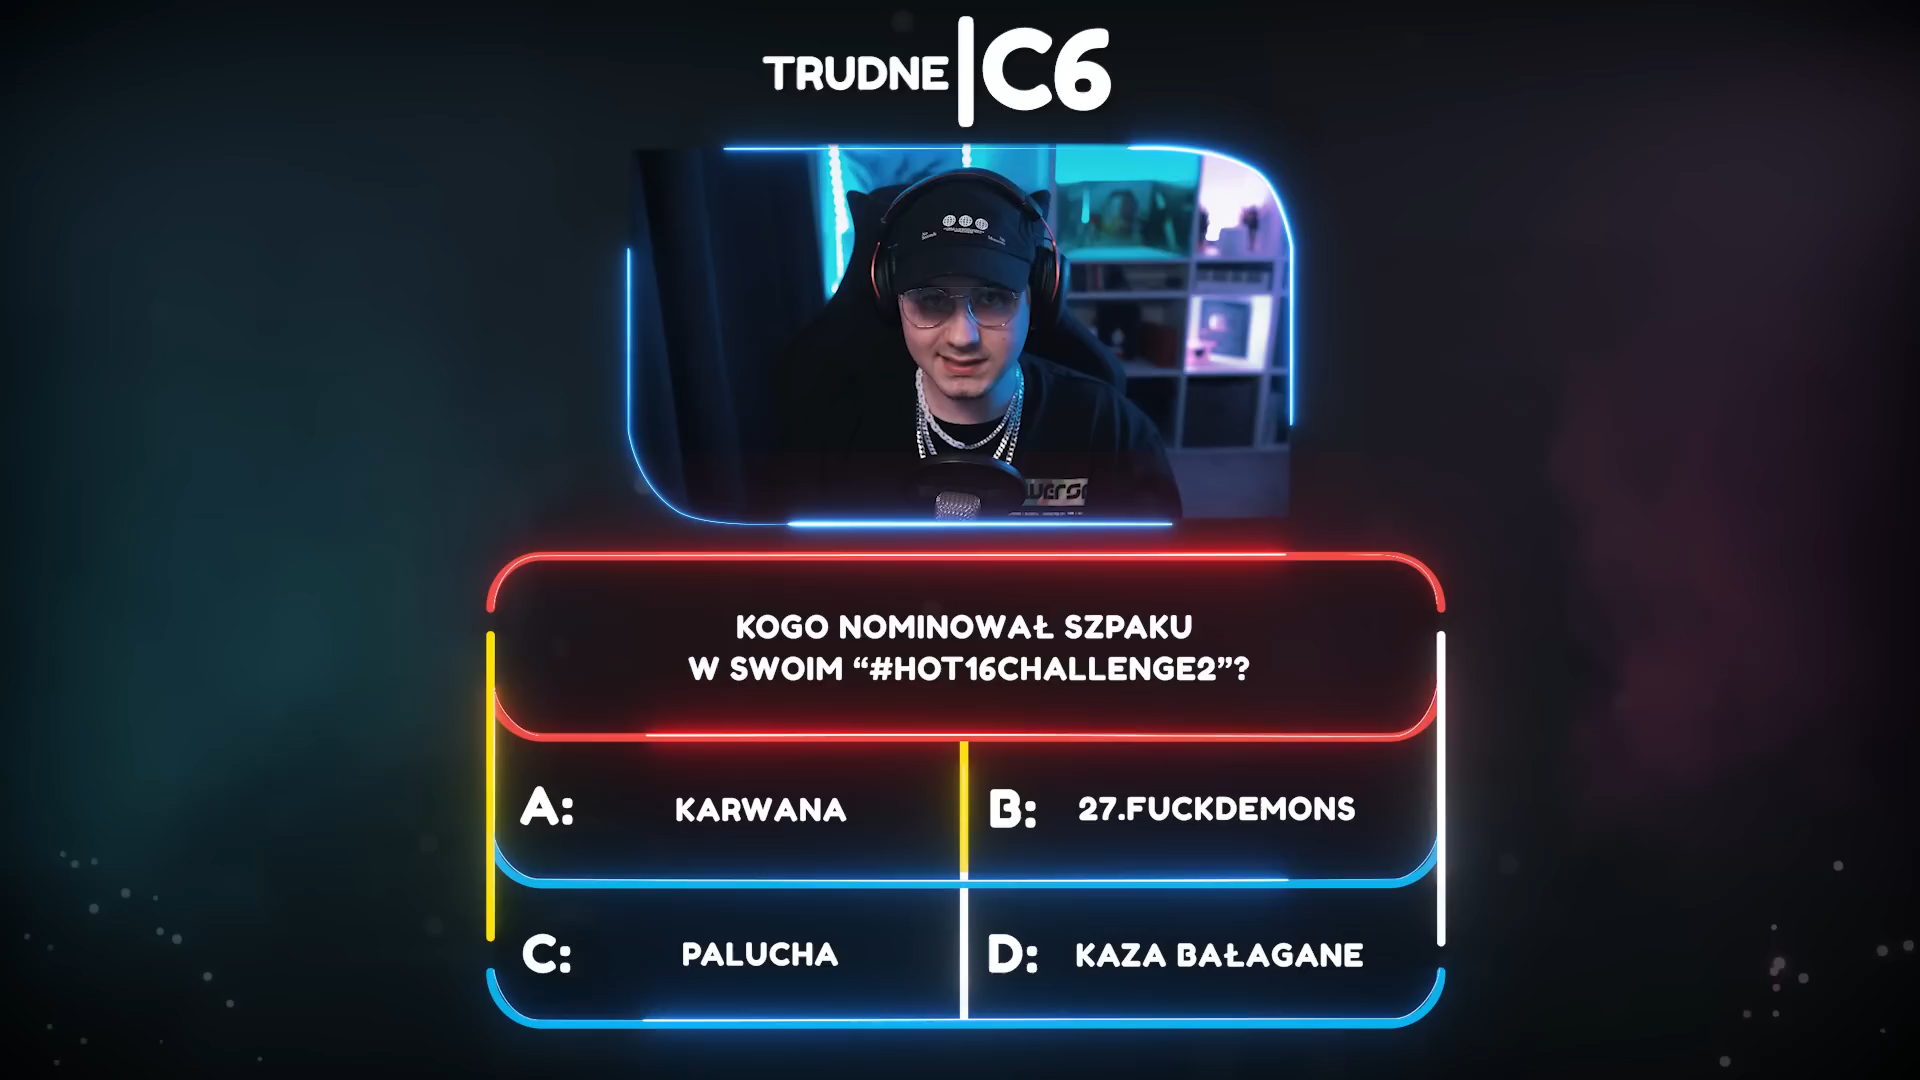 TRUDNE|C6
KOGO NOMINOWAŁ SZPAKU
W SWOIM “#HOT16CHALLENGE2”?
A: KARWANA
B: 27.FUCKDEMONS
C: PALUCHA
D: KAZA BAŁAGANE